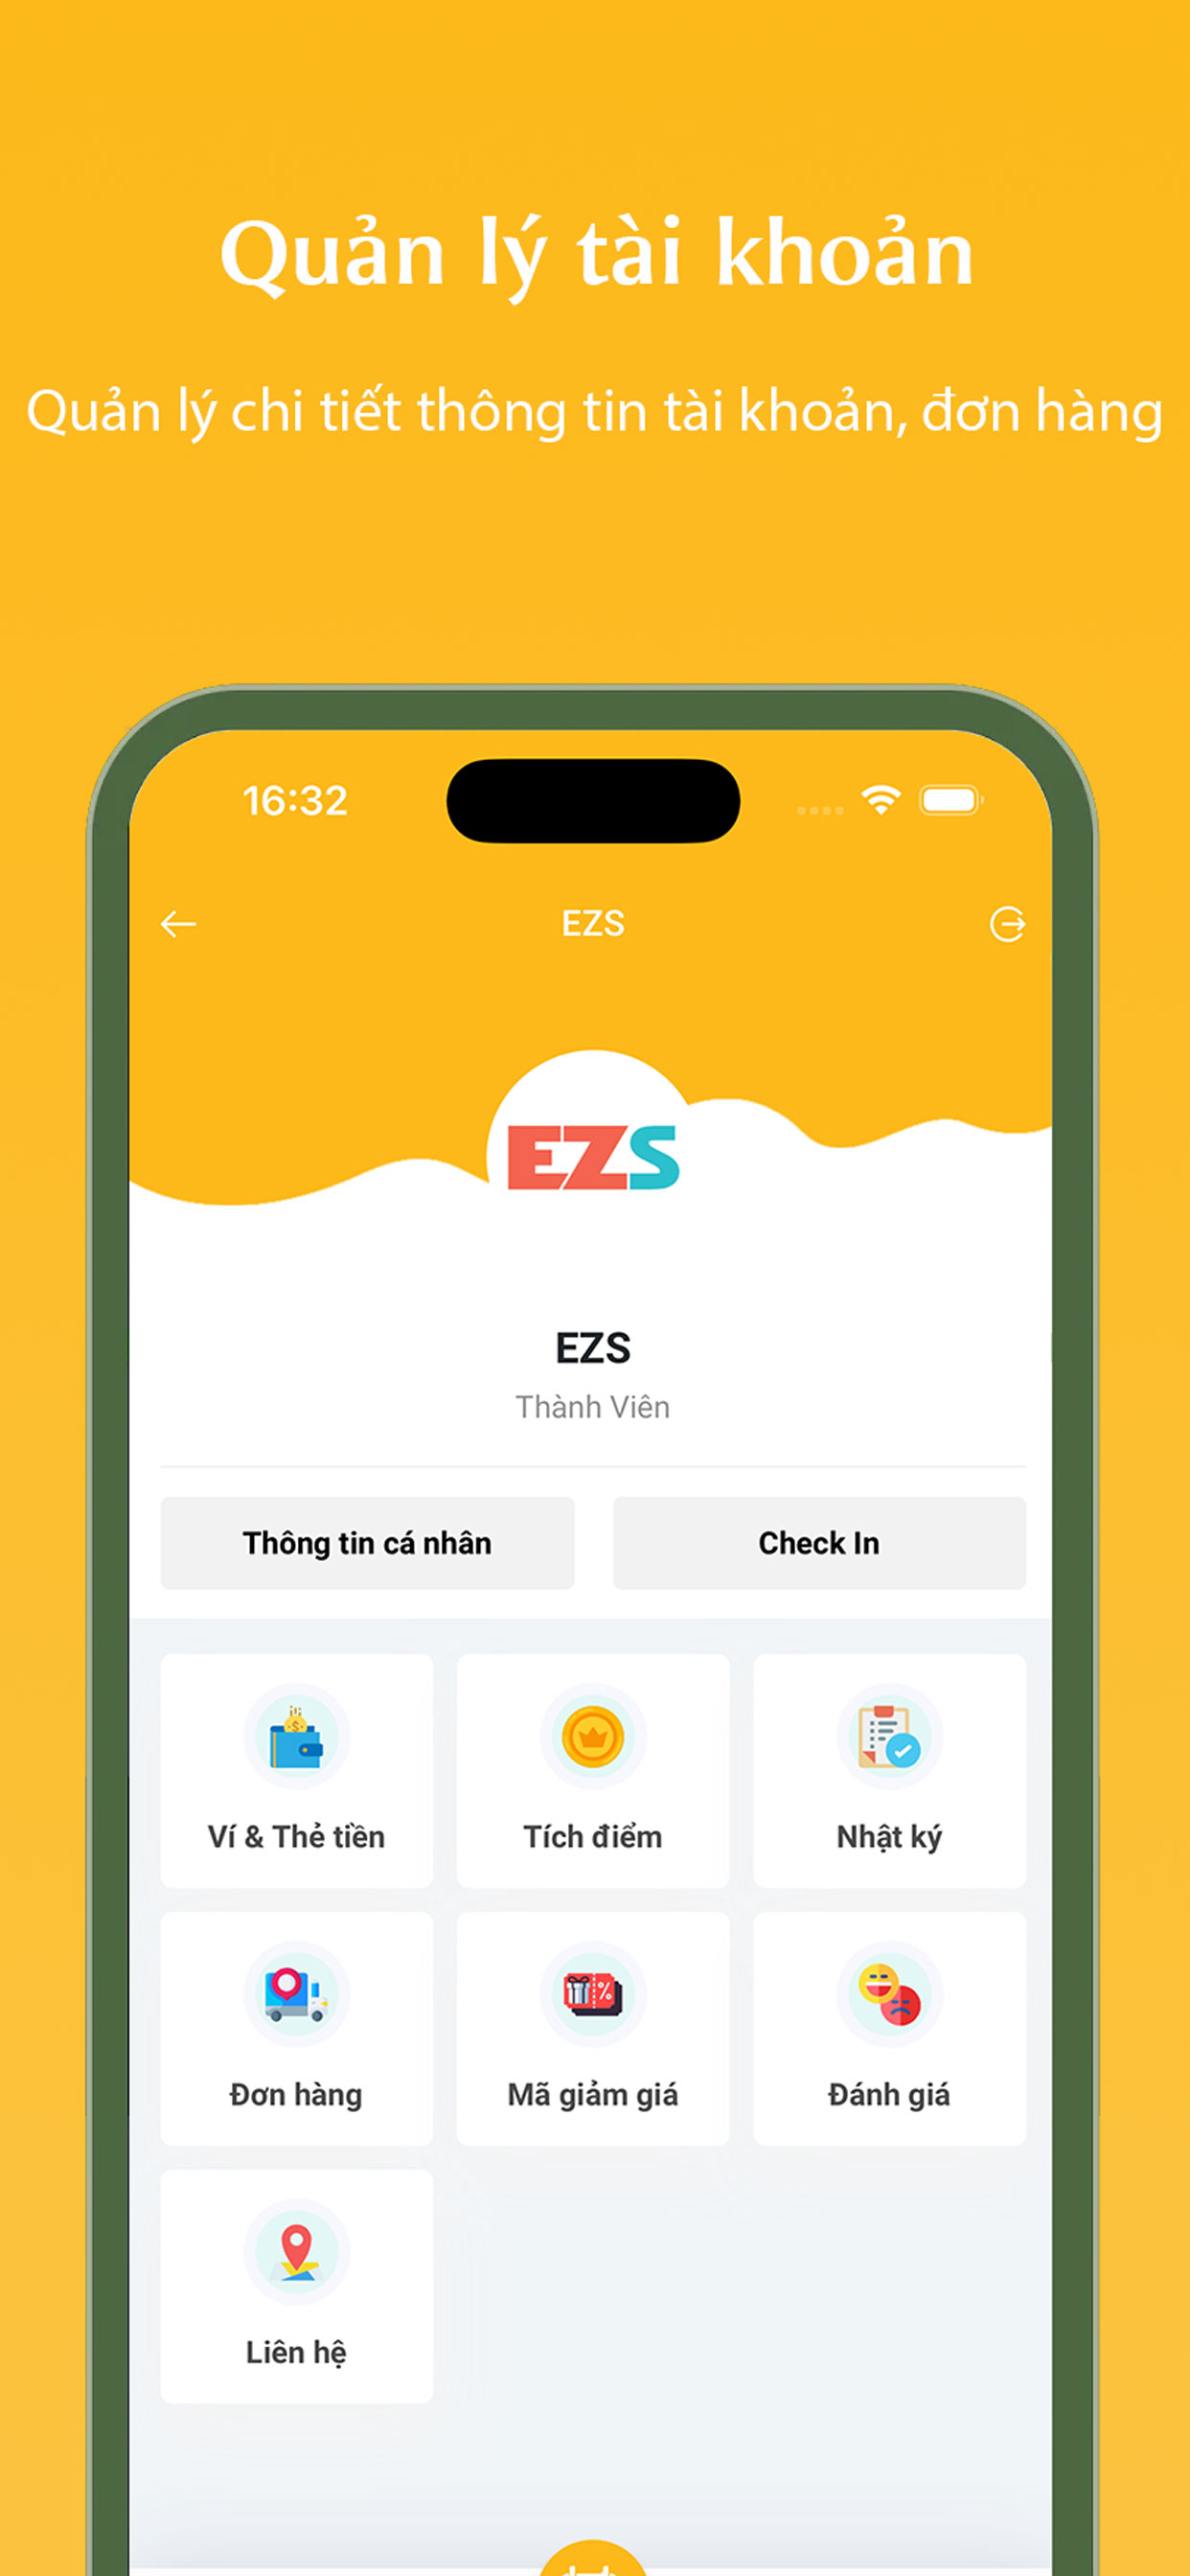 Quản lý tài khoản
Quản lý chi tiết thông tin tài khoản, đơn hàng
16:32
EZS
EZS
EZS
Thành Viên
Thông tin cá nhân
Check In
Ví & Thẻ tiền
Tích điểm
Nhật ký
Đơn hàng
Mã giảm giá
Đánh giá
Liên hệ